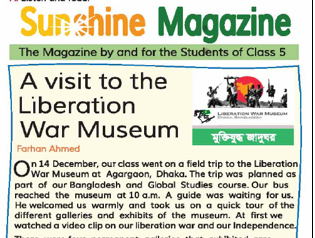 Sunshine Magazine
The Magazine by and for the Students of Class 5
A visit to the
Liberation
War Museum
Farhan Ahmed
LIBERATION WAR MUSEUM
DHAKA, BANGLADESH
মুক্তিযুদ্ধ জাদুঘর
On 14 December, our class went on a field trip to the Liberation
War Museum at Agargaon, Dhaka. The trip was planned as
part of our Bangladesh and Global Studies course. Our bus
reached the museum at 10 a.m. A guide was waiting for us.
He welcomed us warmly and took us on a quick tour of the
different galleries and exhibits of the museum. At first we
watched a video clip on our liberation war and our Independence.